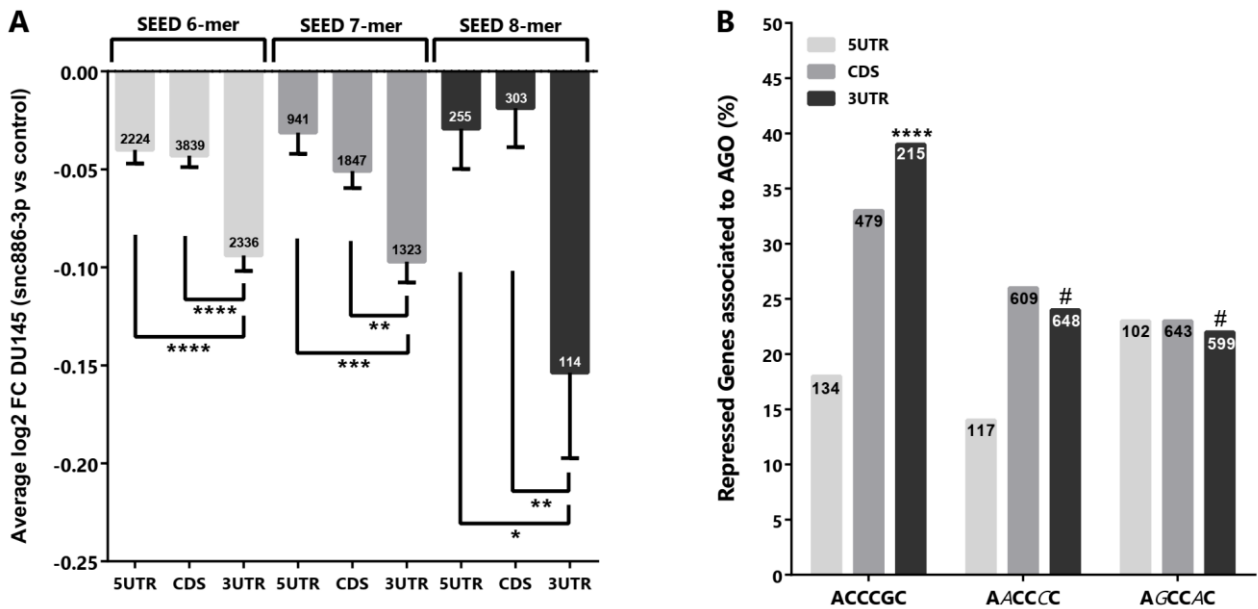 A
SEED 6-mer SEED 7-mer SEED 8-mer
Average log2 FC DU145 (snc886-3p vs control)
0.00
-0.05
-0.10
-0.15
-0.20
-0.25
2224 3839 2336 941 1847 1323 255 303 114
****
****
**
***
**
*
5UTR CDS 3UTR 5UTR CDS 3UTR 5UTR CDS 3UTR
B
Repressed Genes associated to AGO (%)
50
45
40
35
30
25
20
15
10
5
0
5UTR
CDS
3UTR
****
134 479 215
#
117 609 648
#
102 643 599
ACCCGC AACCCC AGCCAC